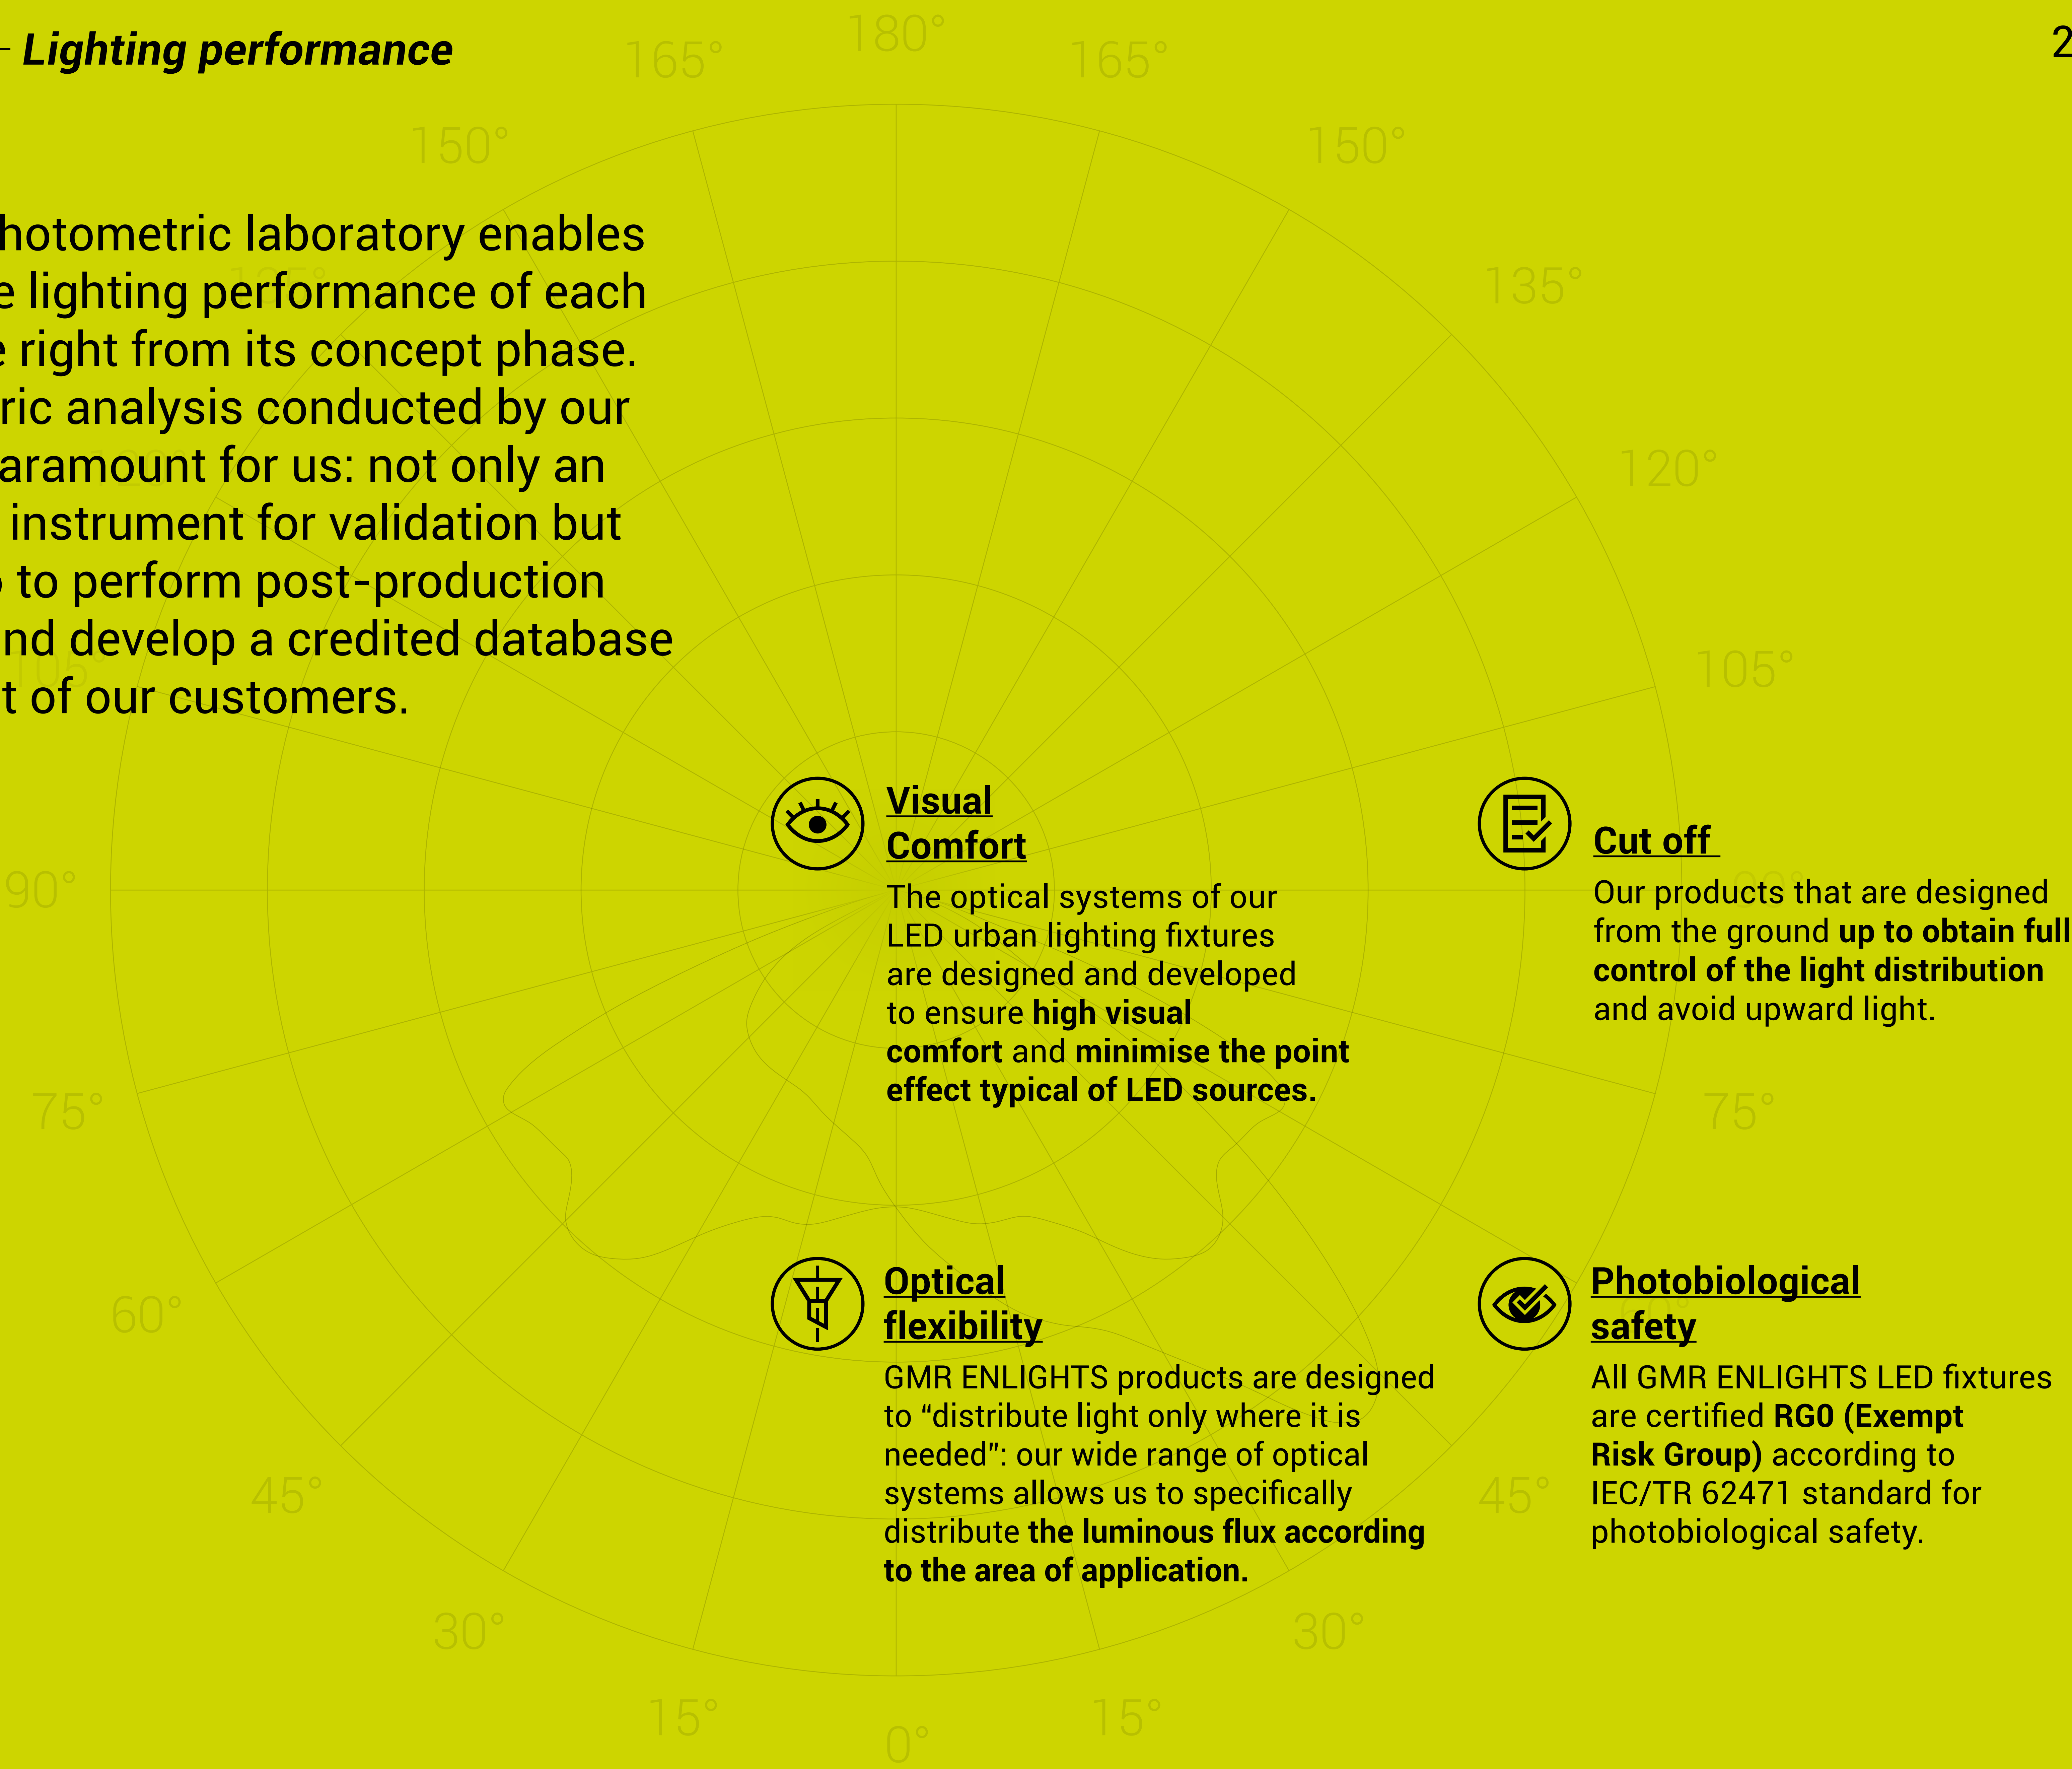 – Lighting performance
2
180°
165°
165°
150°
150°
135°
120°
105°
105°
90°
75°
75°
60°
45°
45°
30°
30°
15°
15°
0°
hotometric laboratory enables
e lighting performance of each
e right from its concept phase.
ric analysis conducted by our
aramount for us: not only an
instrument for validation but
to perform post-production
nd develop a credited database
t of our customers.
Visual
Comfort
The optical systems of our
LED urban lighting fixtures
are designed and developed
to ensure high visual
comfort and minimise the point
effect typical of LED sources.
Cut off
Our products that are designed
from the ground up to obtain full
control of the light distribution
and avoid upward light.
Optical
flexibility
GMR ENLIGHTS products are designed
to “distribute light only where it is
needed”: our wide range of optical
systems allows us to specifically
distribute the luminous flux according
to the area of application.
Photobiological
safety
All GMR ENLIGHTS LED fixtures
are certified RG0 (Exempt
Risk Group) according to
IEC/TR 62471 standard for
photobiological safety.